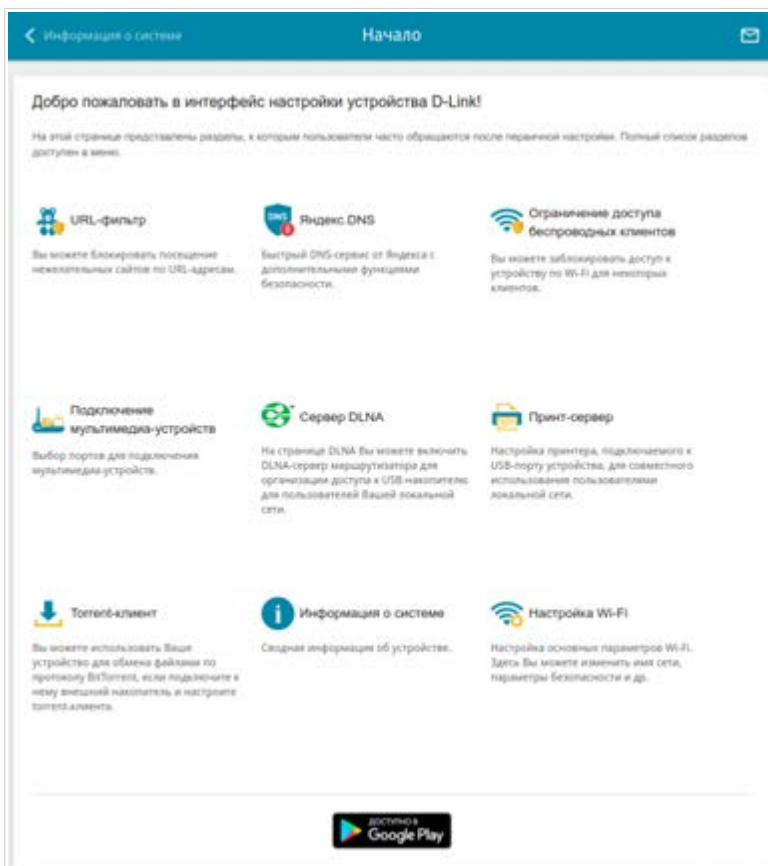 Информация о системе
Начало
Добро пожаловать в интерфейс настройки устройства D-Link!
На этой странице представлены разделы, к которым пользователи часто обращаются после первичной настройки. Полный список разделов
доступен в меню.
URL-фильтр
Вы можете блокировать посещение
нежелательных сайтов по URL-адресам.
DNS
Яндекс.DNS
Быстрый DNS-сервис от Яндекса с
дополнительными функциями
безопасности.
Ограничение доступа
беспроводных клиентов
Вы можете заблокировать доступ к
устройству по Wi-Fi для некоторых
клиентов.
Подключение
мультимедиа-устройств
Выбор портов для подключения
мультимедиа-устройств.
Сервер DLNA
На странице DLNA Вы можете включить
DLNA-сервер маршрутизатора для
организации доступа к USB-накопителю
для пользователей Вашей локальной
сети.
Принт-сервер
Настройка принтера, подключаемого к
USB-порту устройства, для совместного
использования пользователями
локальной сети.
Torrent-клиент
Вы можете использовать Ваше
устройство для обмена файлами по
протоколу BitTorrent, если подключите к
нему внешний накопитель и настроите
torrent-клиента.
Информация о системе
Сводная информация об устройстве.
Настройка Wi-Fi
Настройка основных параметров Wi-Fi.
Здесь Вы можете изменить имя сети,
параметры безопасности и др.
ДОСТУПНО В
Google Play